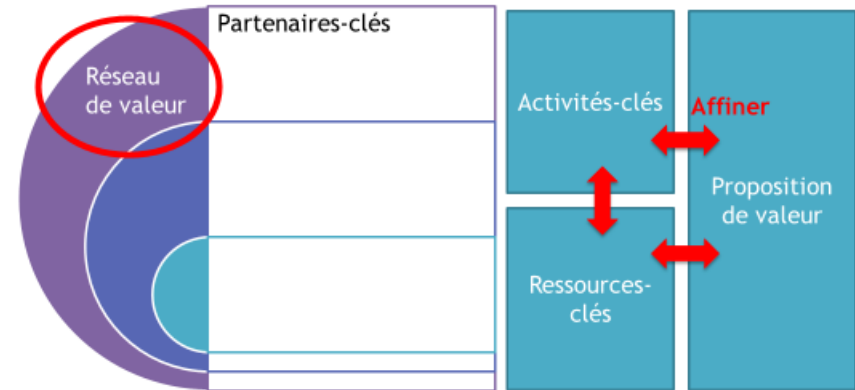 Partenaires-clés
Réseau
de valeur
Activités-clés
Affiner
Proposition
de valeur
Ressources-
clés